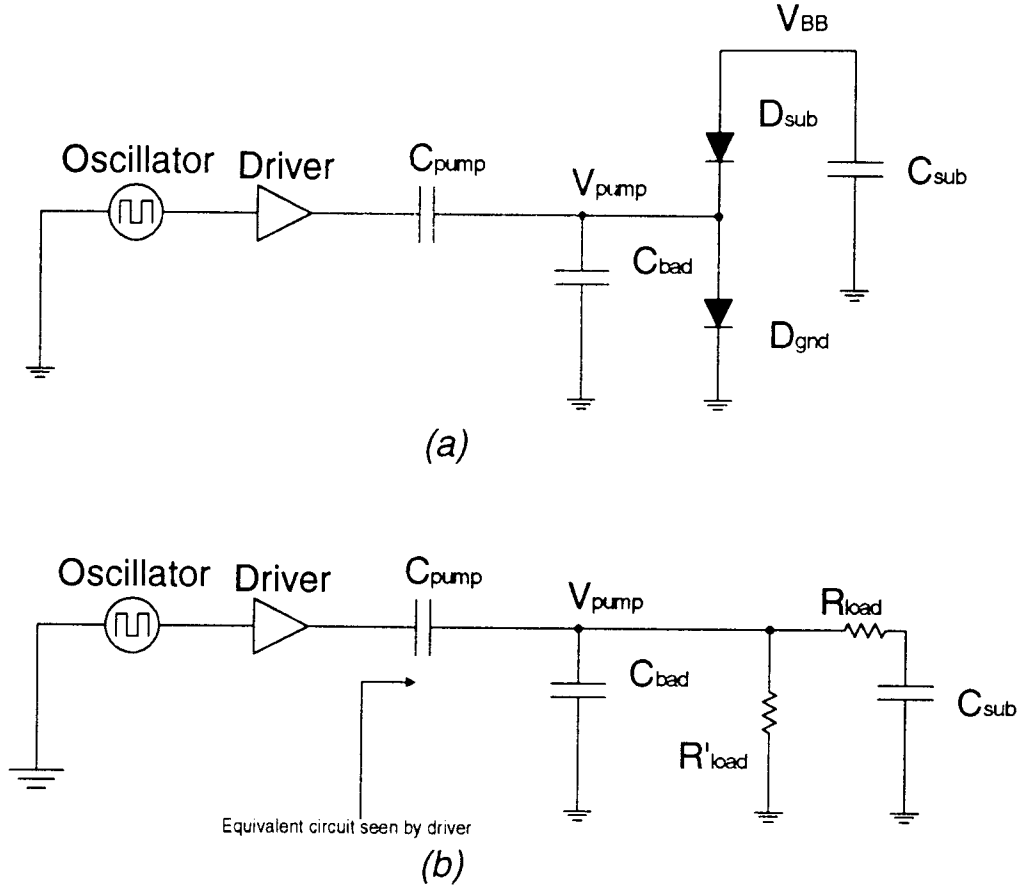 VBB
Dsub
Oscillator Driver Cpump
Vpump
Csub
Cbad
Dgnd
(a)
Oscillator Driver Cpump
Vpump
Rload
Cbad
Csub
R'load
Equivalent circuit seen by driver
(b)